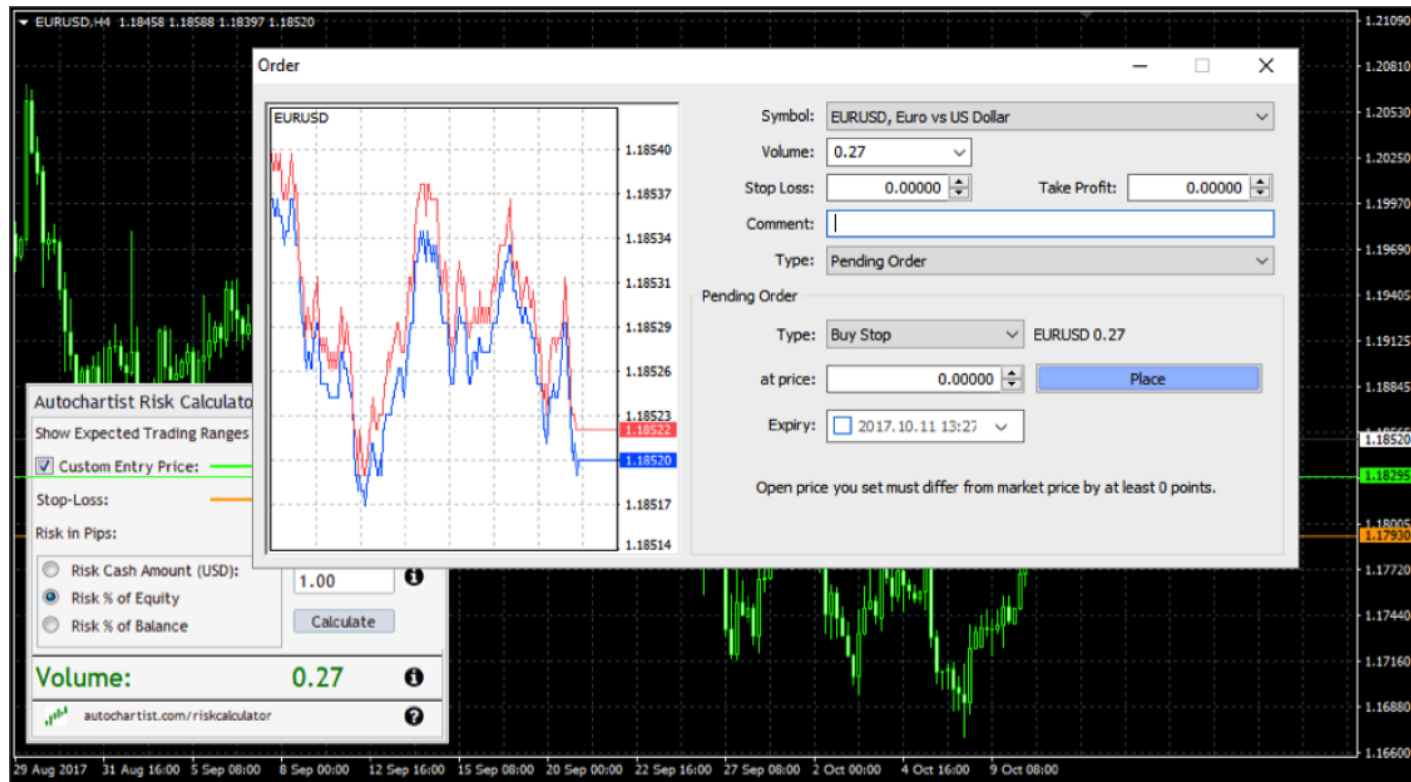 EURUSD,H4 1.18458 1.18588 1.18397 1.18520
Order
EURUSD
1.18540
1.18537
1.18534
1.18531
1.18529
1.18526
1.18523
1.18522
1.18520
1.18517
1.18514
Symbol: EURUSD, Euro vs US Dollar
Volume: 0.27
Stop Loss: 0.00000 Take Profit: 0.00000
Comment:
Type: Pending Order
Pending Order
Type: Buy Stop EURUSD 0.27
at price: 0.00000 Place
Expiry: 2017.10.11 13:27
Open price you set must differ from market price by at least 0 points.
Autochartist Risk Calculato
Show Expected Trading Ranges
Custom Entry Price:
Stop-Loss:
Risk in Pips:
Risk Cash Amount (USD):
Risk % of Equity
Risk % of Balance
1.00
Calculate
Volume: 0.27
autochartist.com/riskcalculator
1.21090
1.20810
1.20530
1.20250
1.19970
1.19690
1.19405
1.19125
1.18845
1.18520
1.18295
1.18005
1.17930
1.17720
1.17440
1.17160
1.16880
1.16600
29 Aug 2017 31 Aug 16:00 5 Sep 08:00 8 Sep 00:00 12 Sep 16:00 15 Sep 08:00 20 Sep 00:00 22 Sep 16:00 27 Sep 08:00 2 Oct 00:00 4 Oct 16:00 9 Oct 08:00